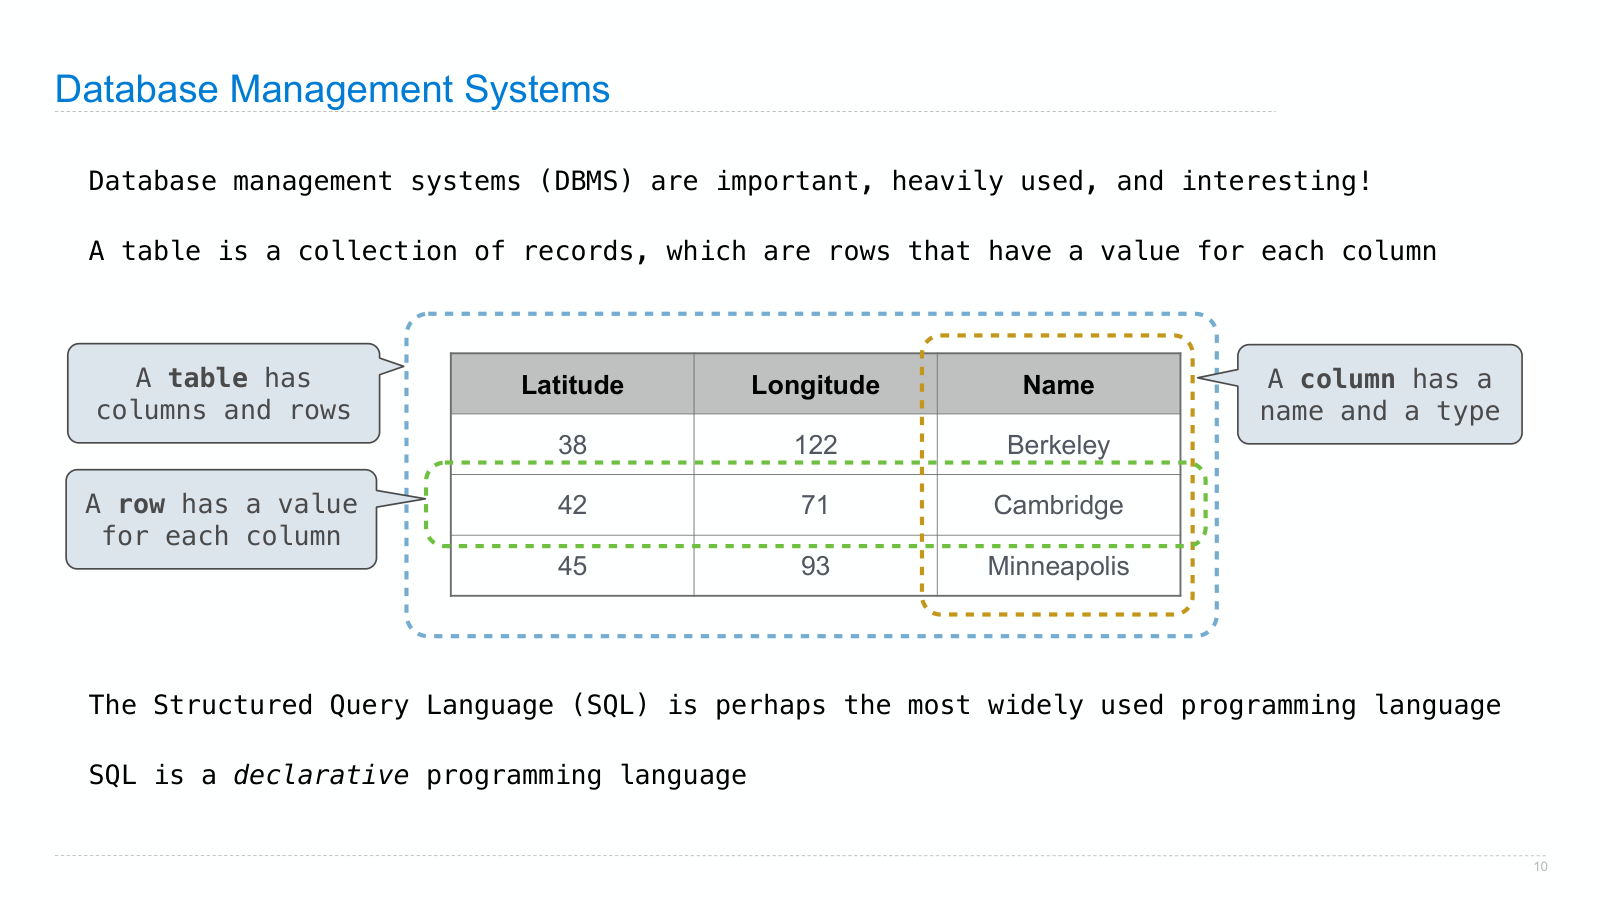 Database Management Systems
Database management systems (DBMS) are important, heavily used, and interesting!
A table is a collection of records, which are rows that have a value for each column
A table has
columns and rows
A row has a value
for each column
Latitude Longitude Name
38 122 Berkeley
42 71 Cambridge
45 93 Minneapolis
A column has a
name and a type
The Structured Query Language (SQL) is perhaps the most widely used programming language
SQL is a declarative programming language
10